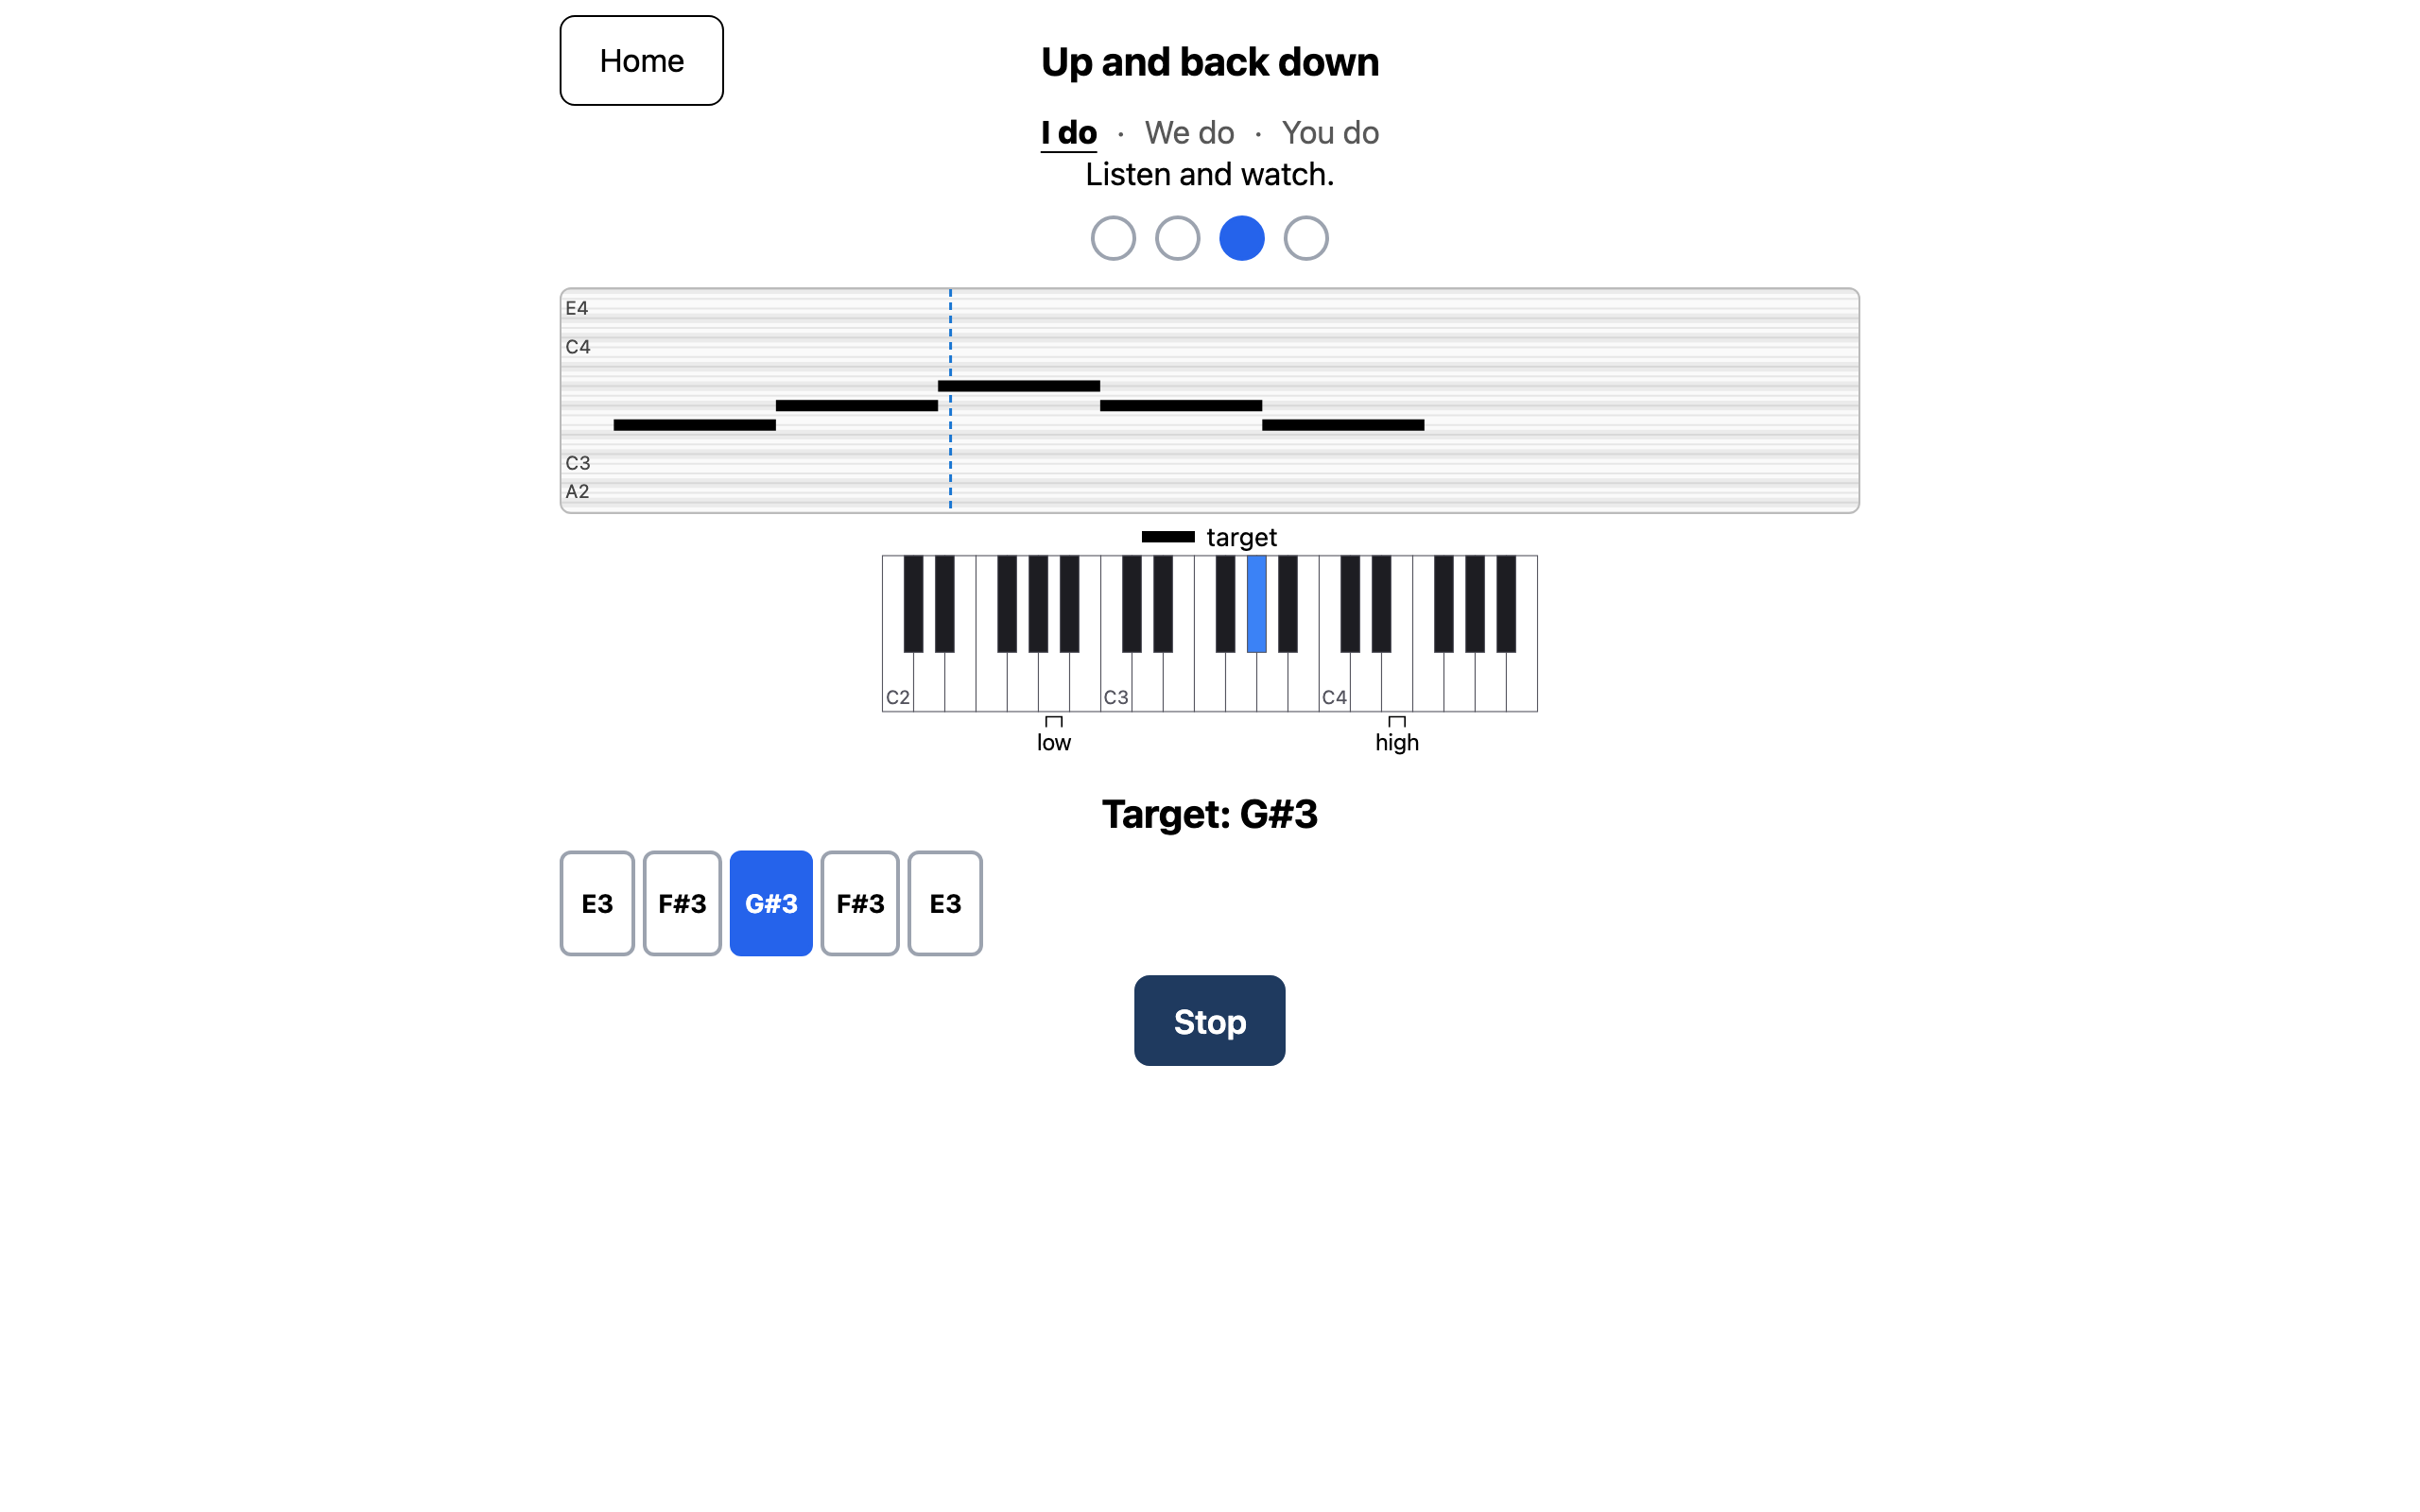 Home
Up and back down
I do · We do · You do
Listen and watch.
E4
C4
C3
A2
target
C2 C3 C4
low high
Target: G#3
E3 F#3 G#3 F#3 E3
Stop